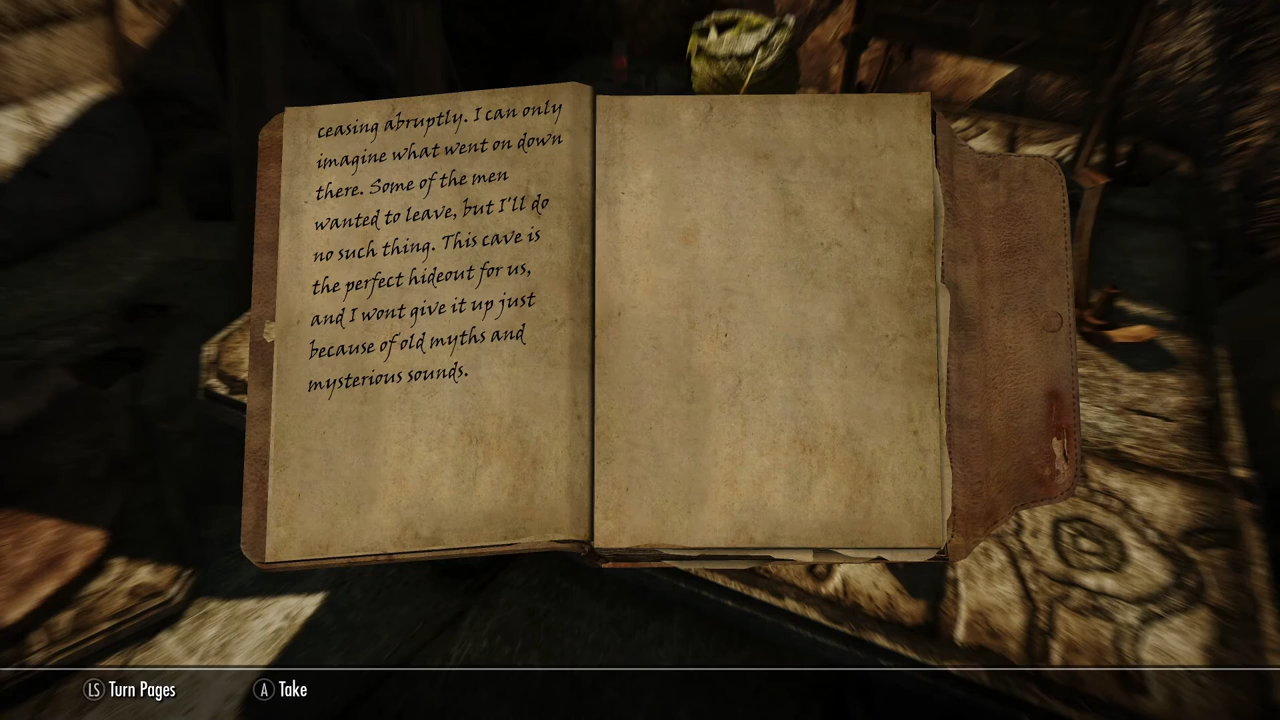 ceasing abruptly. I can only
imagine what went on down
there. Some of the men
wanted to leave, but I'll do
no such thing. This cave is
the perfect hideout for us,
and I wont give it up just
because of old myths and
mysterious sounds.
LS Turn Pages
A Take